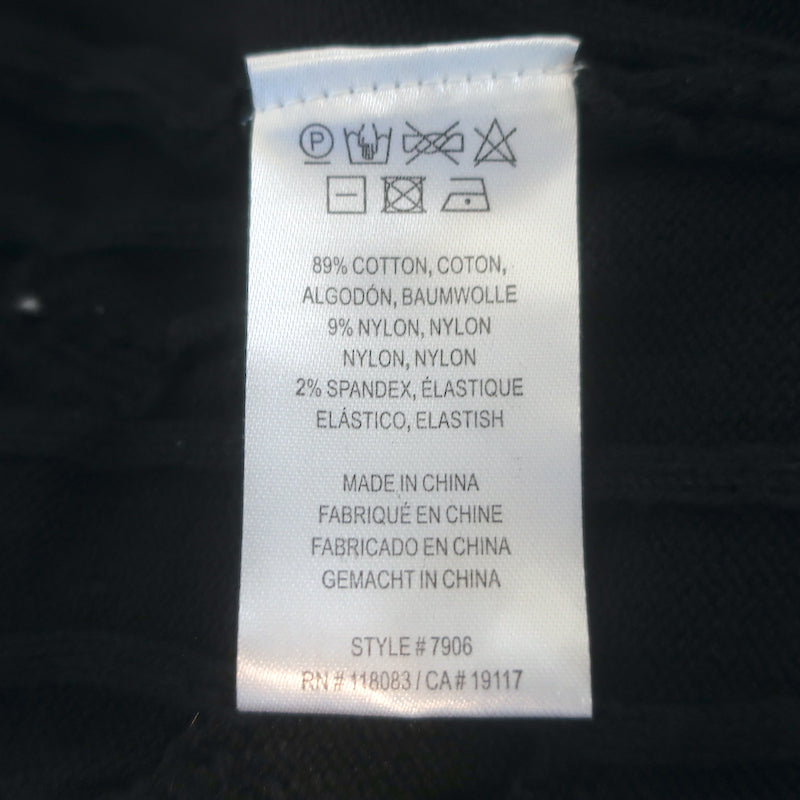 P
89% COTTON, COTON,
ALGODÓN, BAUMWOLLE
9% NYLON, NYLON
NYLON, NYLON
2% SPANDEX, ÉLASTIQUE
ELÁSTICO, ELASTISH
MADE IN CHINA
FABRIQUÉ EN CHINE
FABRICADO EN CHINA
GEMACHT IN CHINA
STYLE # 7906
RN # 118083 / CA # 19117